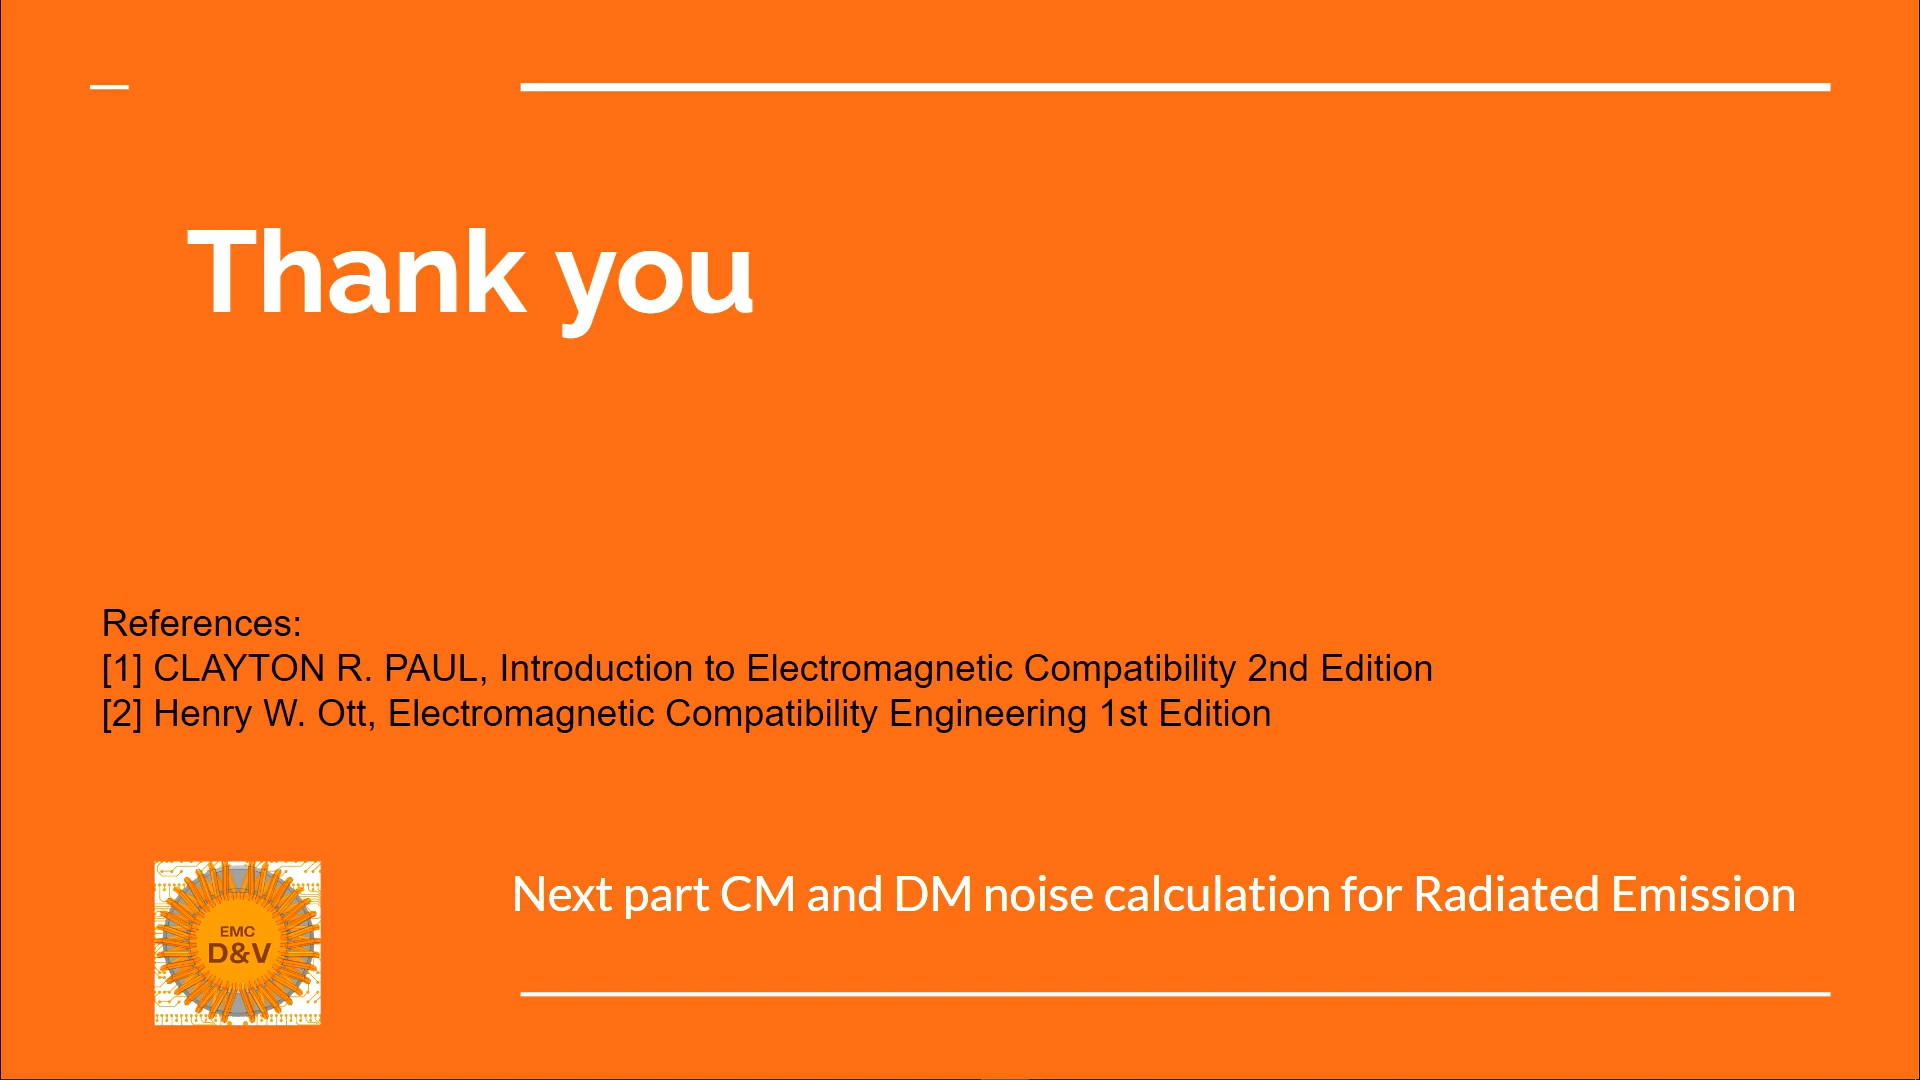 Thank you
References:
[1] CLAYTON R. PAUL, Introduction to Electromagnetic Compatibility 2nd Edition
[2] Henry W. Ott, Electromagnetic Compatibility Engineering 1st Edition
Next part CM and DM noise calculation for Radiated Emission
EMC
D&V